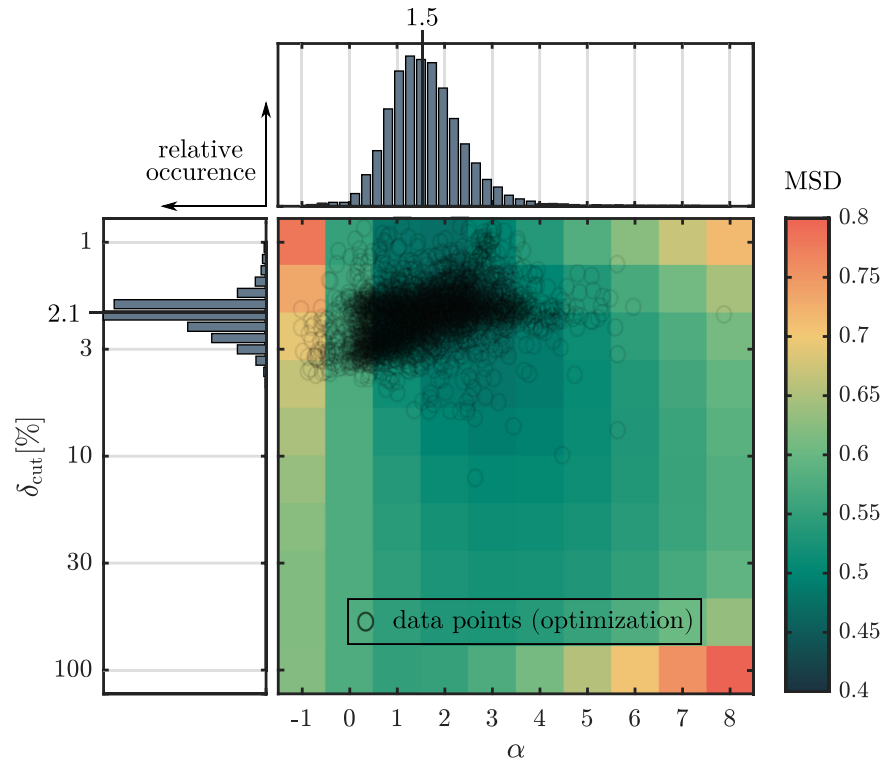 1.5
relative
occurence
MSD
0.8
0.75
0.7
0.65
0.6
0.55
0.5
0.45
0.4
1
2.1
3
10
30
100
δcut[%]
data points (optimization)
-1 0 1 2 3 4 5 6 7 8
α